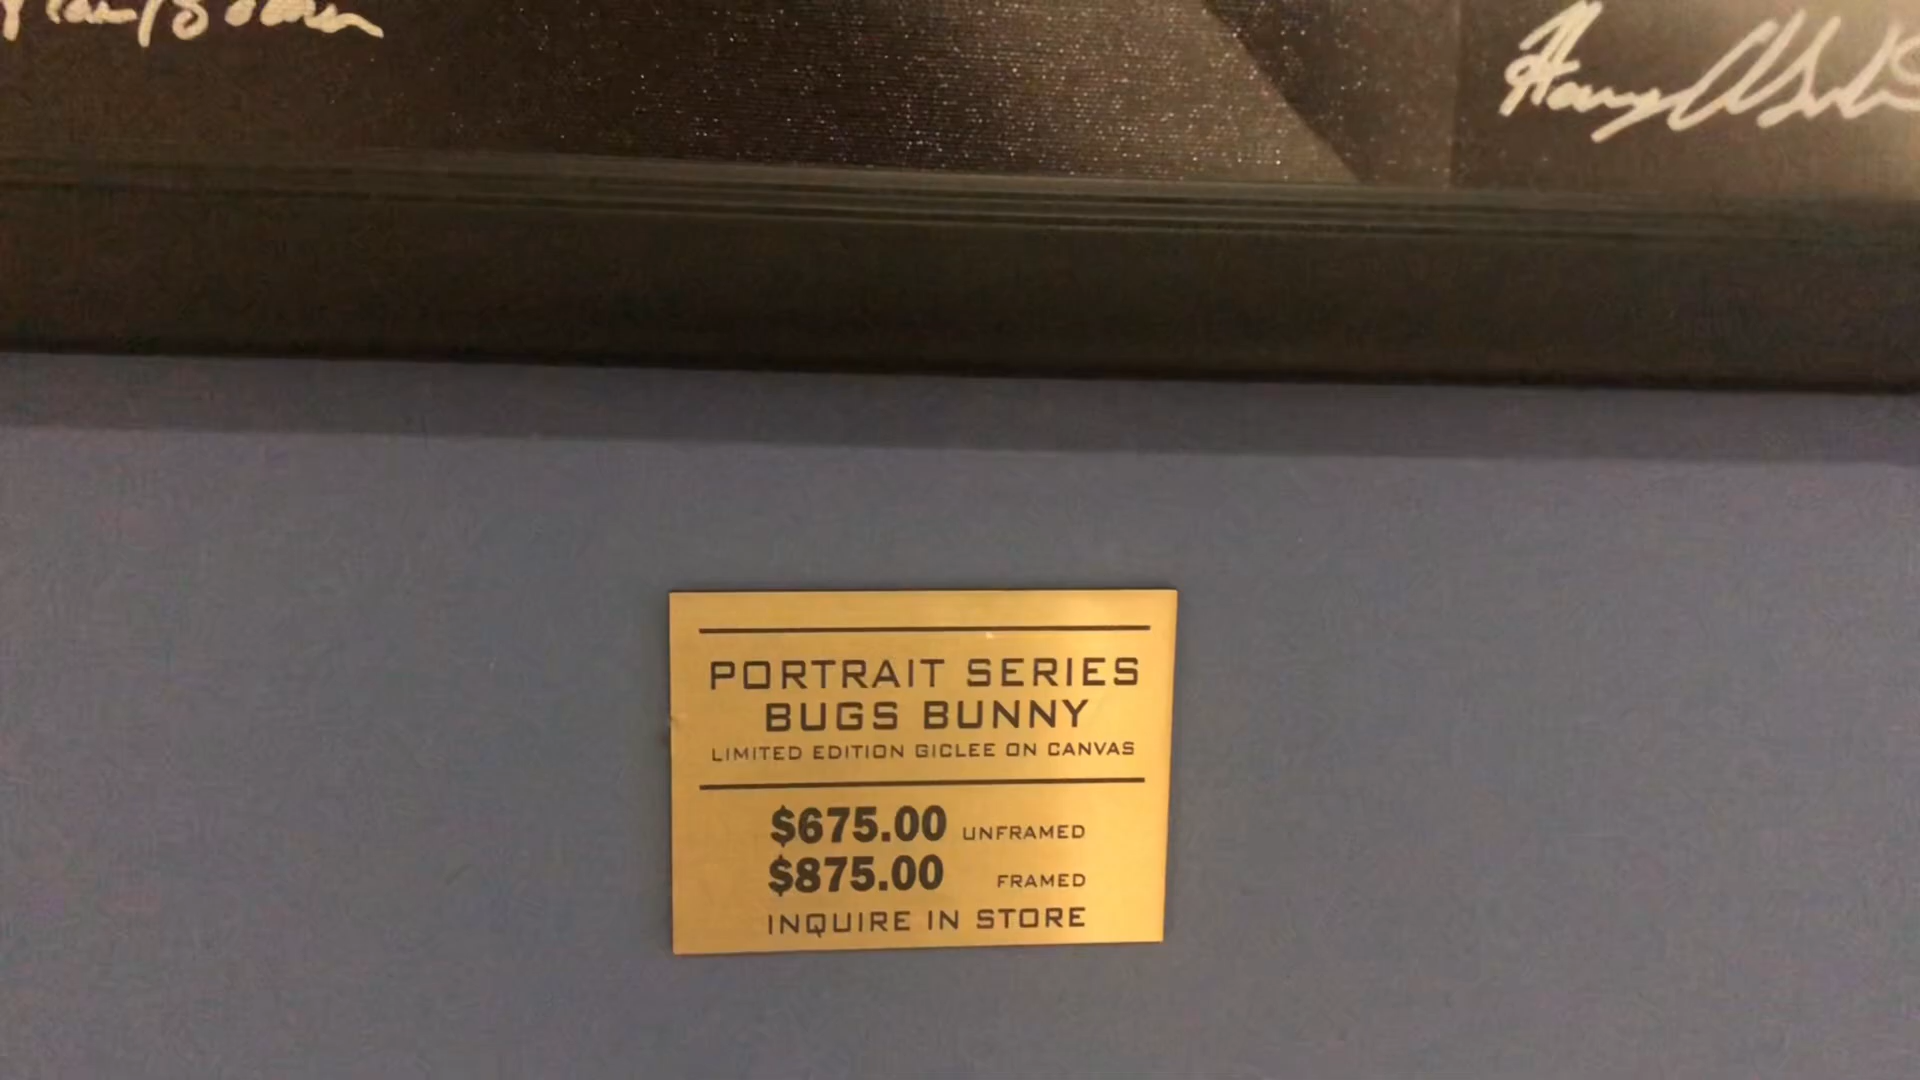 PORTRAIT SERIES
BUGS BUNNY
LIMITED EDITION GICLEE ON CANVAS
$675.00 UNFRAMED
$875.00 FRAMED
INQUIRE IN STORE